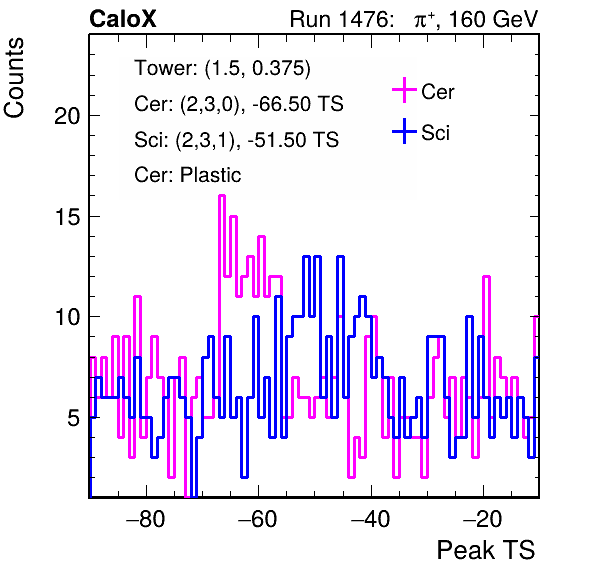 CaloX Run 1476: π⁺, 160 GeV
Counts
Tower: (1.5, 0.375)
Cer: (2,3,0), -66.50 TS
Sci: (2,3,1), -51.50 TS
Cer: Plastic
Cer
Sci
20
15
10
5
−80 −60 −40 −20
Peak TS